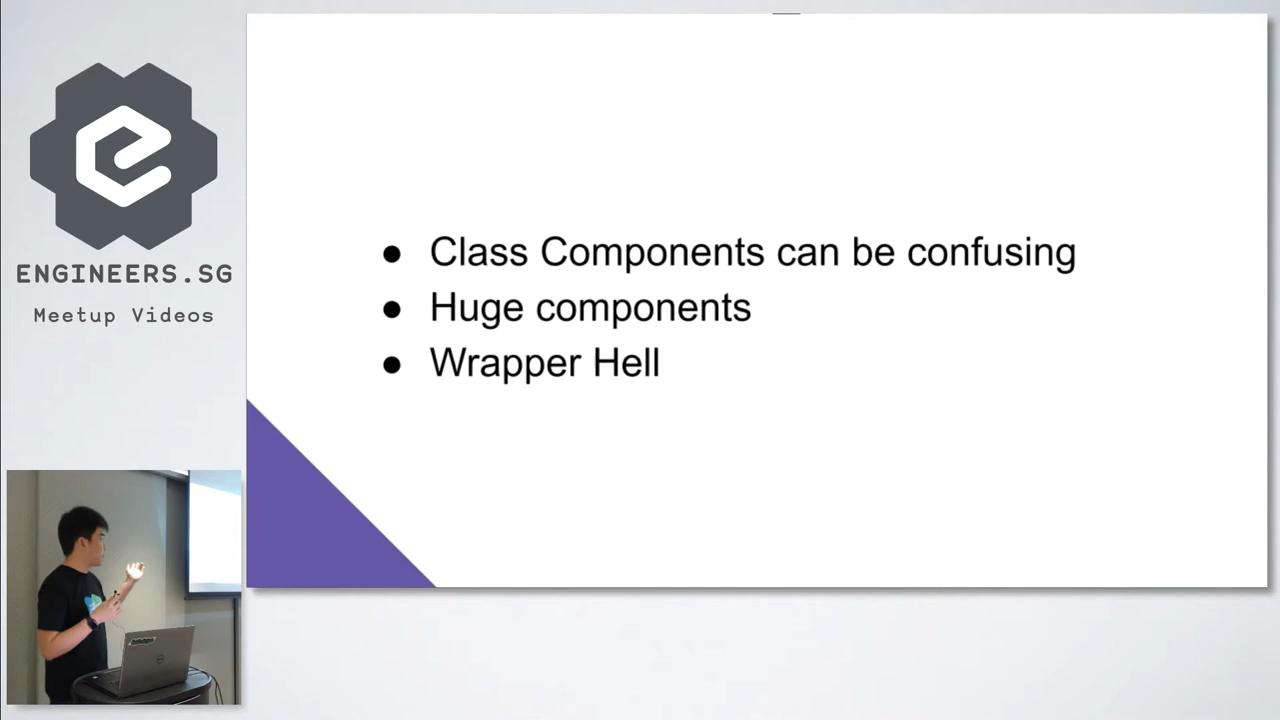 ENGINEERS.SG
Meetup Videos
● Class Components can be confusing
● Huge components
● Wrapper Hell